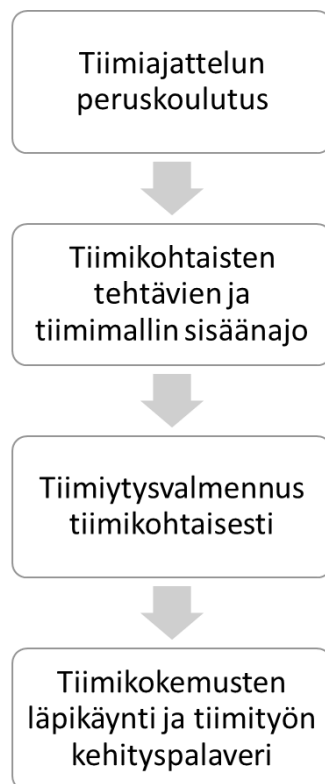 Tiimiajattelun
peruskoulutus
Tiimikohtaisten
tehtävien ja
tiimimallin sisäänajo
Tiimiytysvalmennus
tiimikohtaisesti
Tiimikokemusten
läpikäynti ja tiimityön
kehityspalaveri